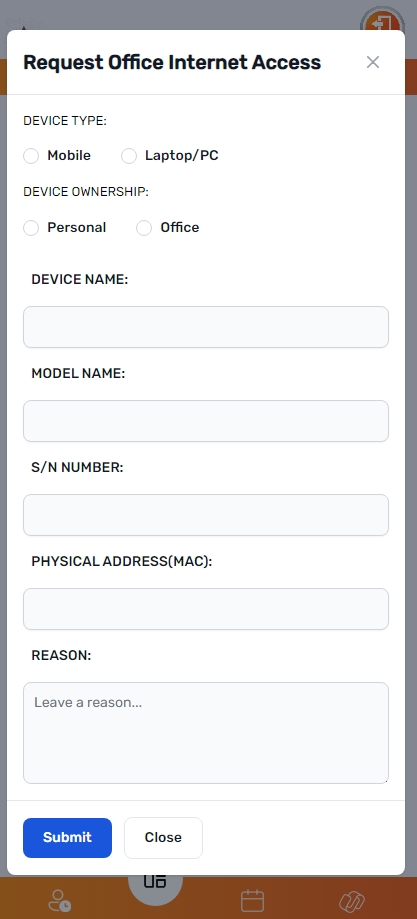 Request Office Internet Access
DEVICE TYPE:
Mobile Laptop/PC
DEVICE OWNERSHIP:
Personal Office
DEVICE NAME:
MODEL NAME:
S/N NUMBER:
PHYSICAL ADDRESS(MAC):
REASON:
Leave a reason...
Submit Close